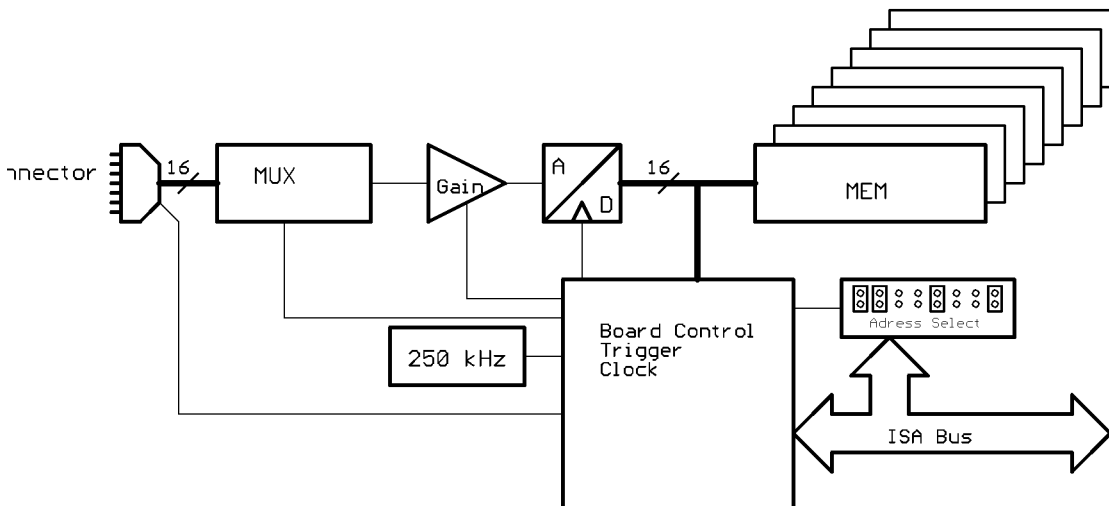 nnector
16
MUX
Gain
A
D
16
MEM
Board Control
Trigger
Clock
Adress Select
250 kHz
ISA Bus